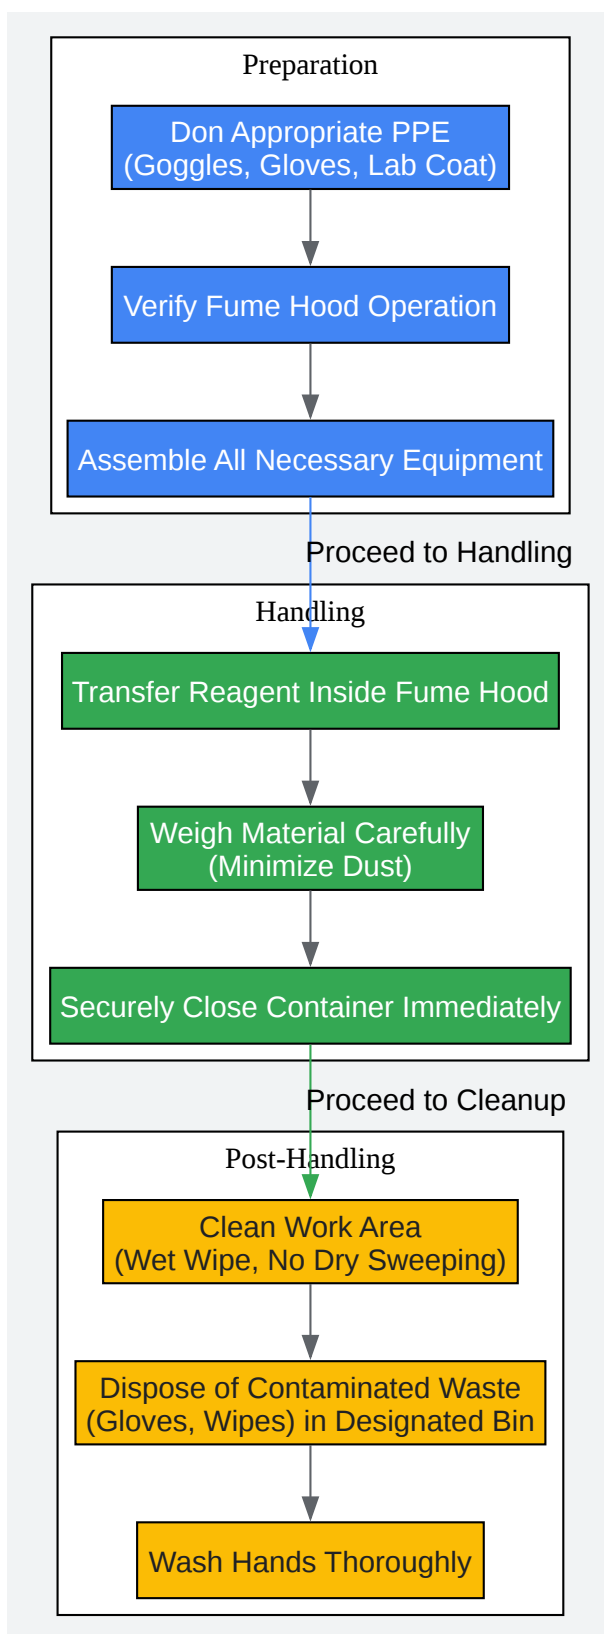 Preparation
Don Appropriate PPE
(Goggles, Gloves, Lab Coat)
Verify Fume Hood Operation
Assemble All Necessary Equipment
Proceed to Handling
Handling
Transfer Reagent Inside Fume Hood
Weigh Material Carefully
(Minimize Dust)
Securely Close Container Immediately
Proceed to Cleanup
Post-Handling
Clean Work Area
(Wet Wipe, No Dry Sweeping)
Dispose of Contaminated Waste
(Gloves, Wipes) in Designated Bin
Wash Hands Thoroughly